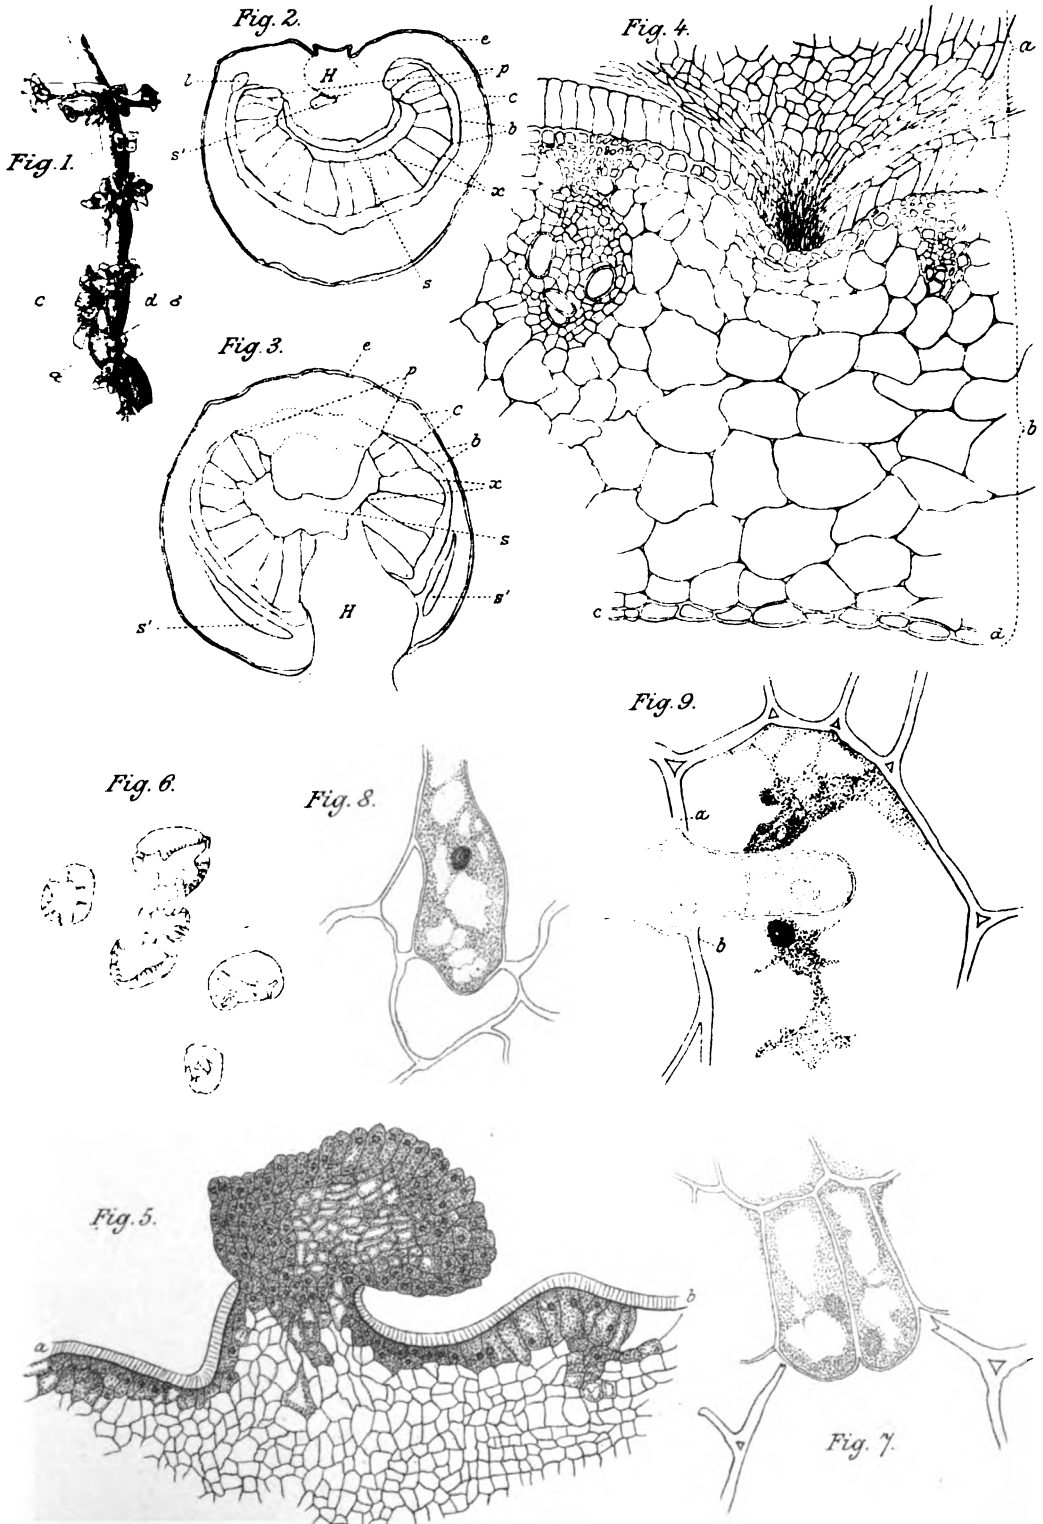 Fig. 2.
Fig. 4.
e
a
H
p
l
c
b
Fig. 1.
s'
x
c
d
s
Fig. 3.
e
p
c
b
b
x
s
s'
s'
H
c
d
Fig. 9.
Fig. 6.
Fig. 8.
a
b
Fig. 5.
b
a
Fig. 7.